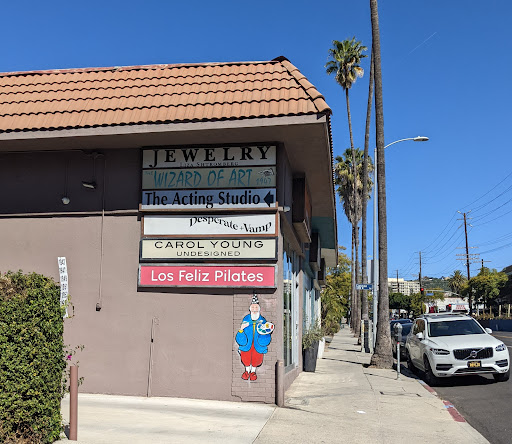 JEWELRY
"WIZARD OF ART"
The Acting Studio
Desperate Vamp
CAROL YOUNG
UNDESIGNED
Los Feliz Pilates